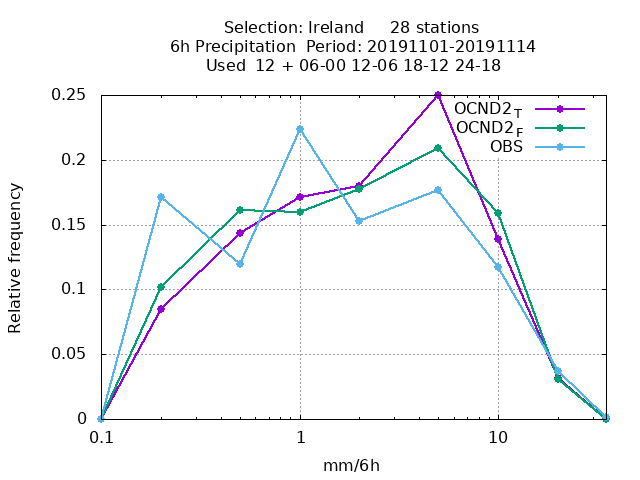 Selection: Ireland 28 stations
6h Precipitation Period: 20191101-20191114
Used 12 + 06-00 12-06 18-12 24-18
OCND2T
OCND2F
OBS
0.25
0.2
0.15
0.1
0.05
0
Relative frequency
0.1 1 10
mm/6h